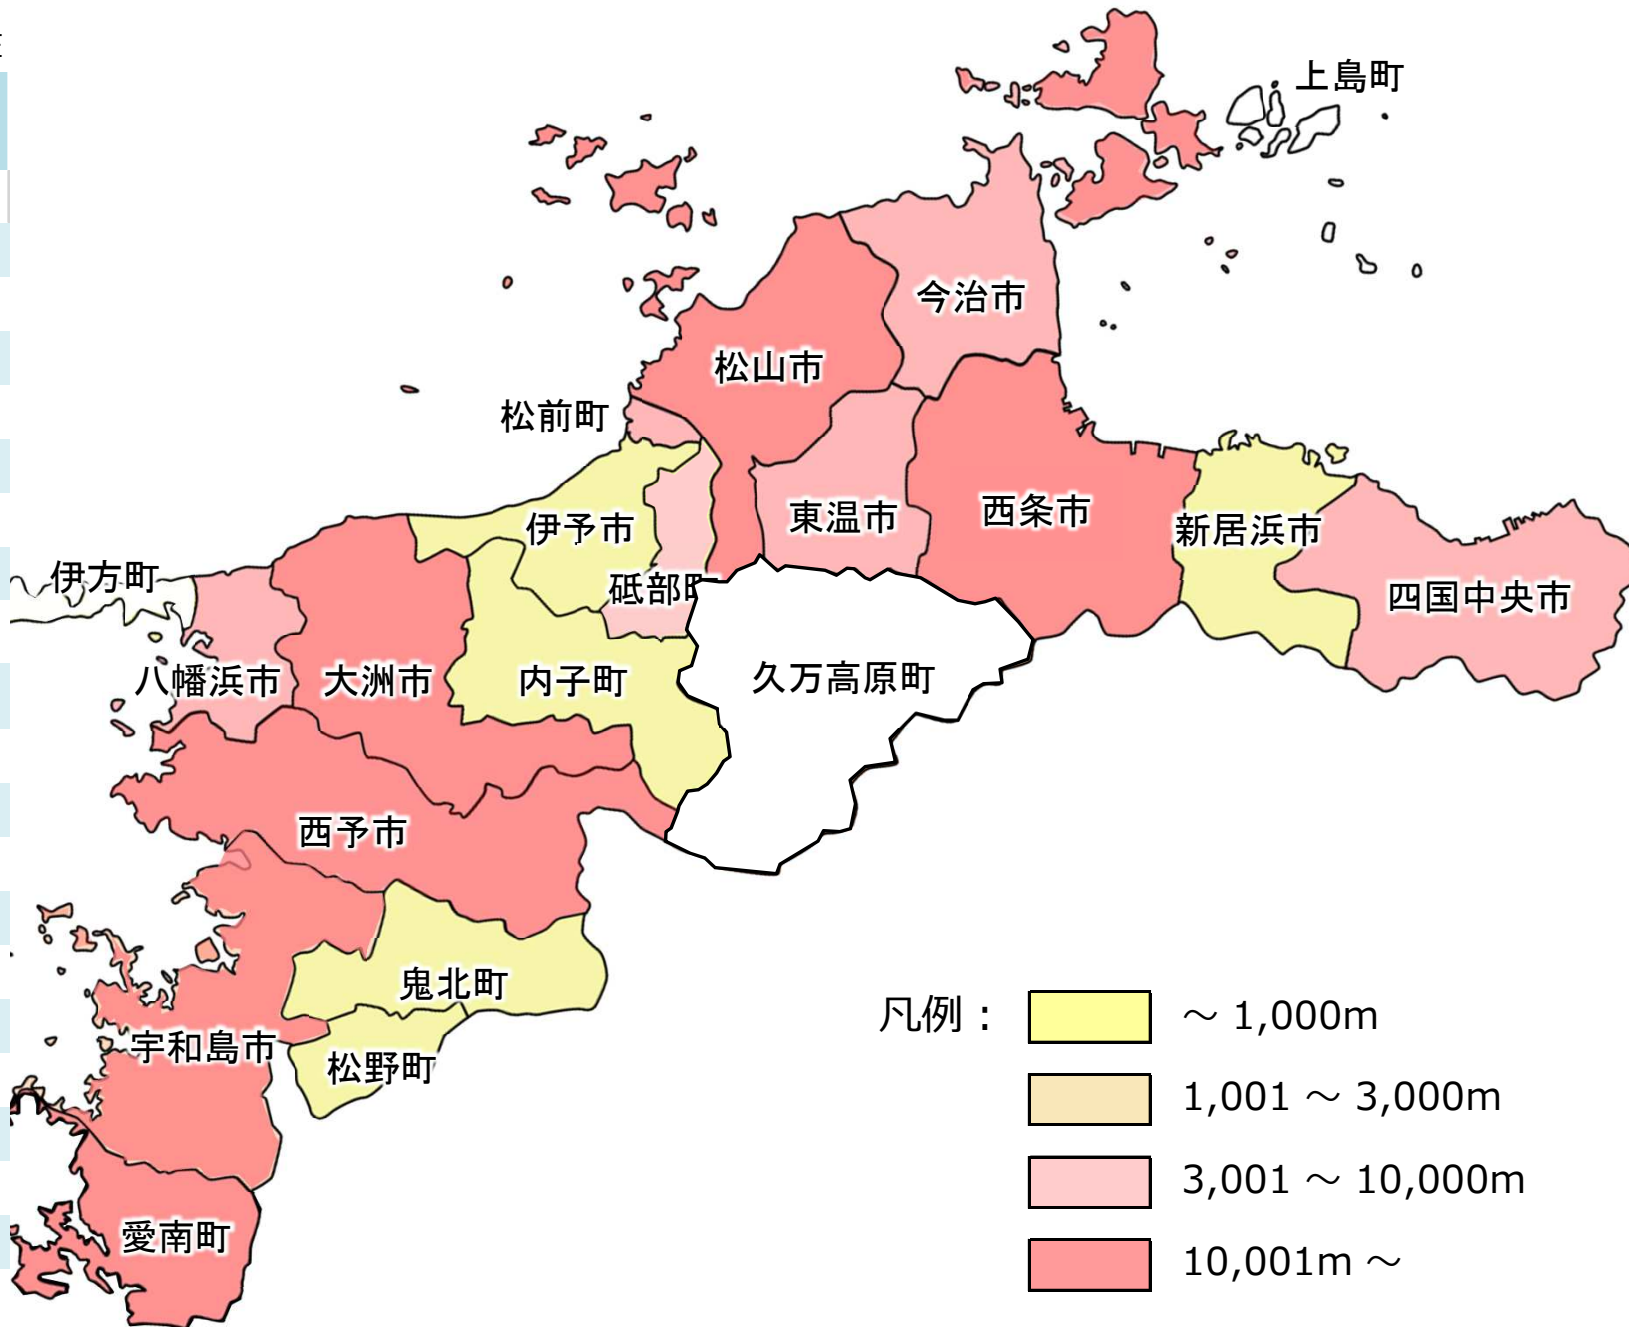 上島町
今治市
松山市
松前町
東温市
西条市
伊予市
新居浜市
伊方町
砥部町
四国中央市
八幡浜市
大洲市
内子町
久万高原町
西予市
鬼北町
宇和島市
松野町
愛南町
凡例：
～ 1,000m
1,001 ～ 3,000m
3,001 ～ 10,000m
10,001m ～